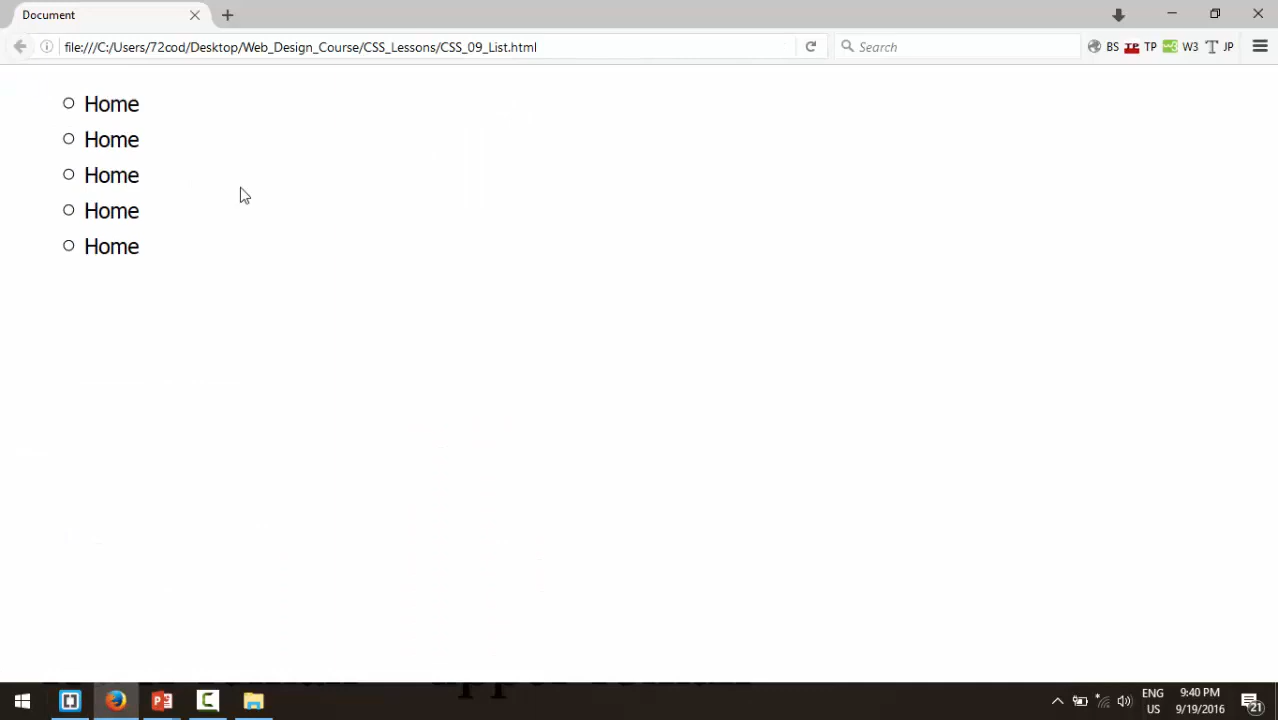 Document
file:///C:/Users/72cod/Desktop/Web_Design_Course/CSS_Lessons/CSS_09_List.html
Search
BS TP W3 JP
Home
Home
Home
Home
Home
ENG
US
9:40 PM
9/19/2016
21